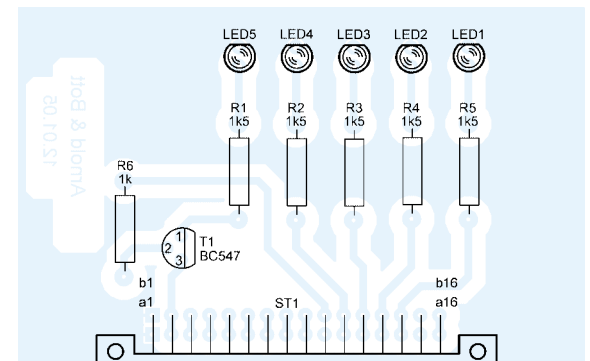 LED5 LED4 LED3 LED2 LED1
R1 R2 R3 R4 R5
1k5 1k5 1k5 1k5 1k5
12.01.05
Arnold & Bott
R6
1k
1
2
3
T1
BC547
b1 b16
a1 ST1 a16